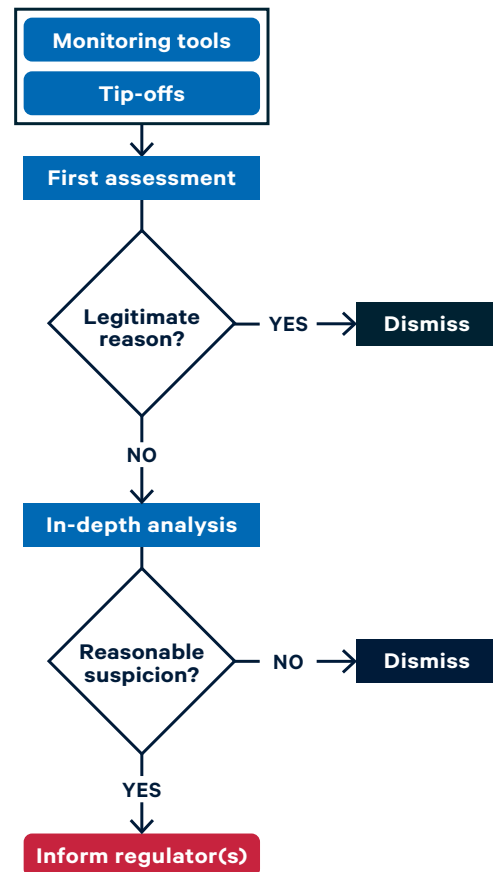 Monitoring tools
Tip-offs
First assessment
Legitimate
reason?
YES
Dismiss
NO
In-depth analysis
Reasonable
suspicion?
NO
Dismiss
YES
Inform regulator(s)